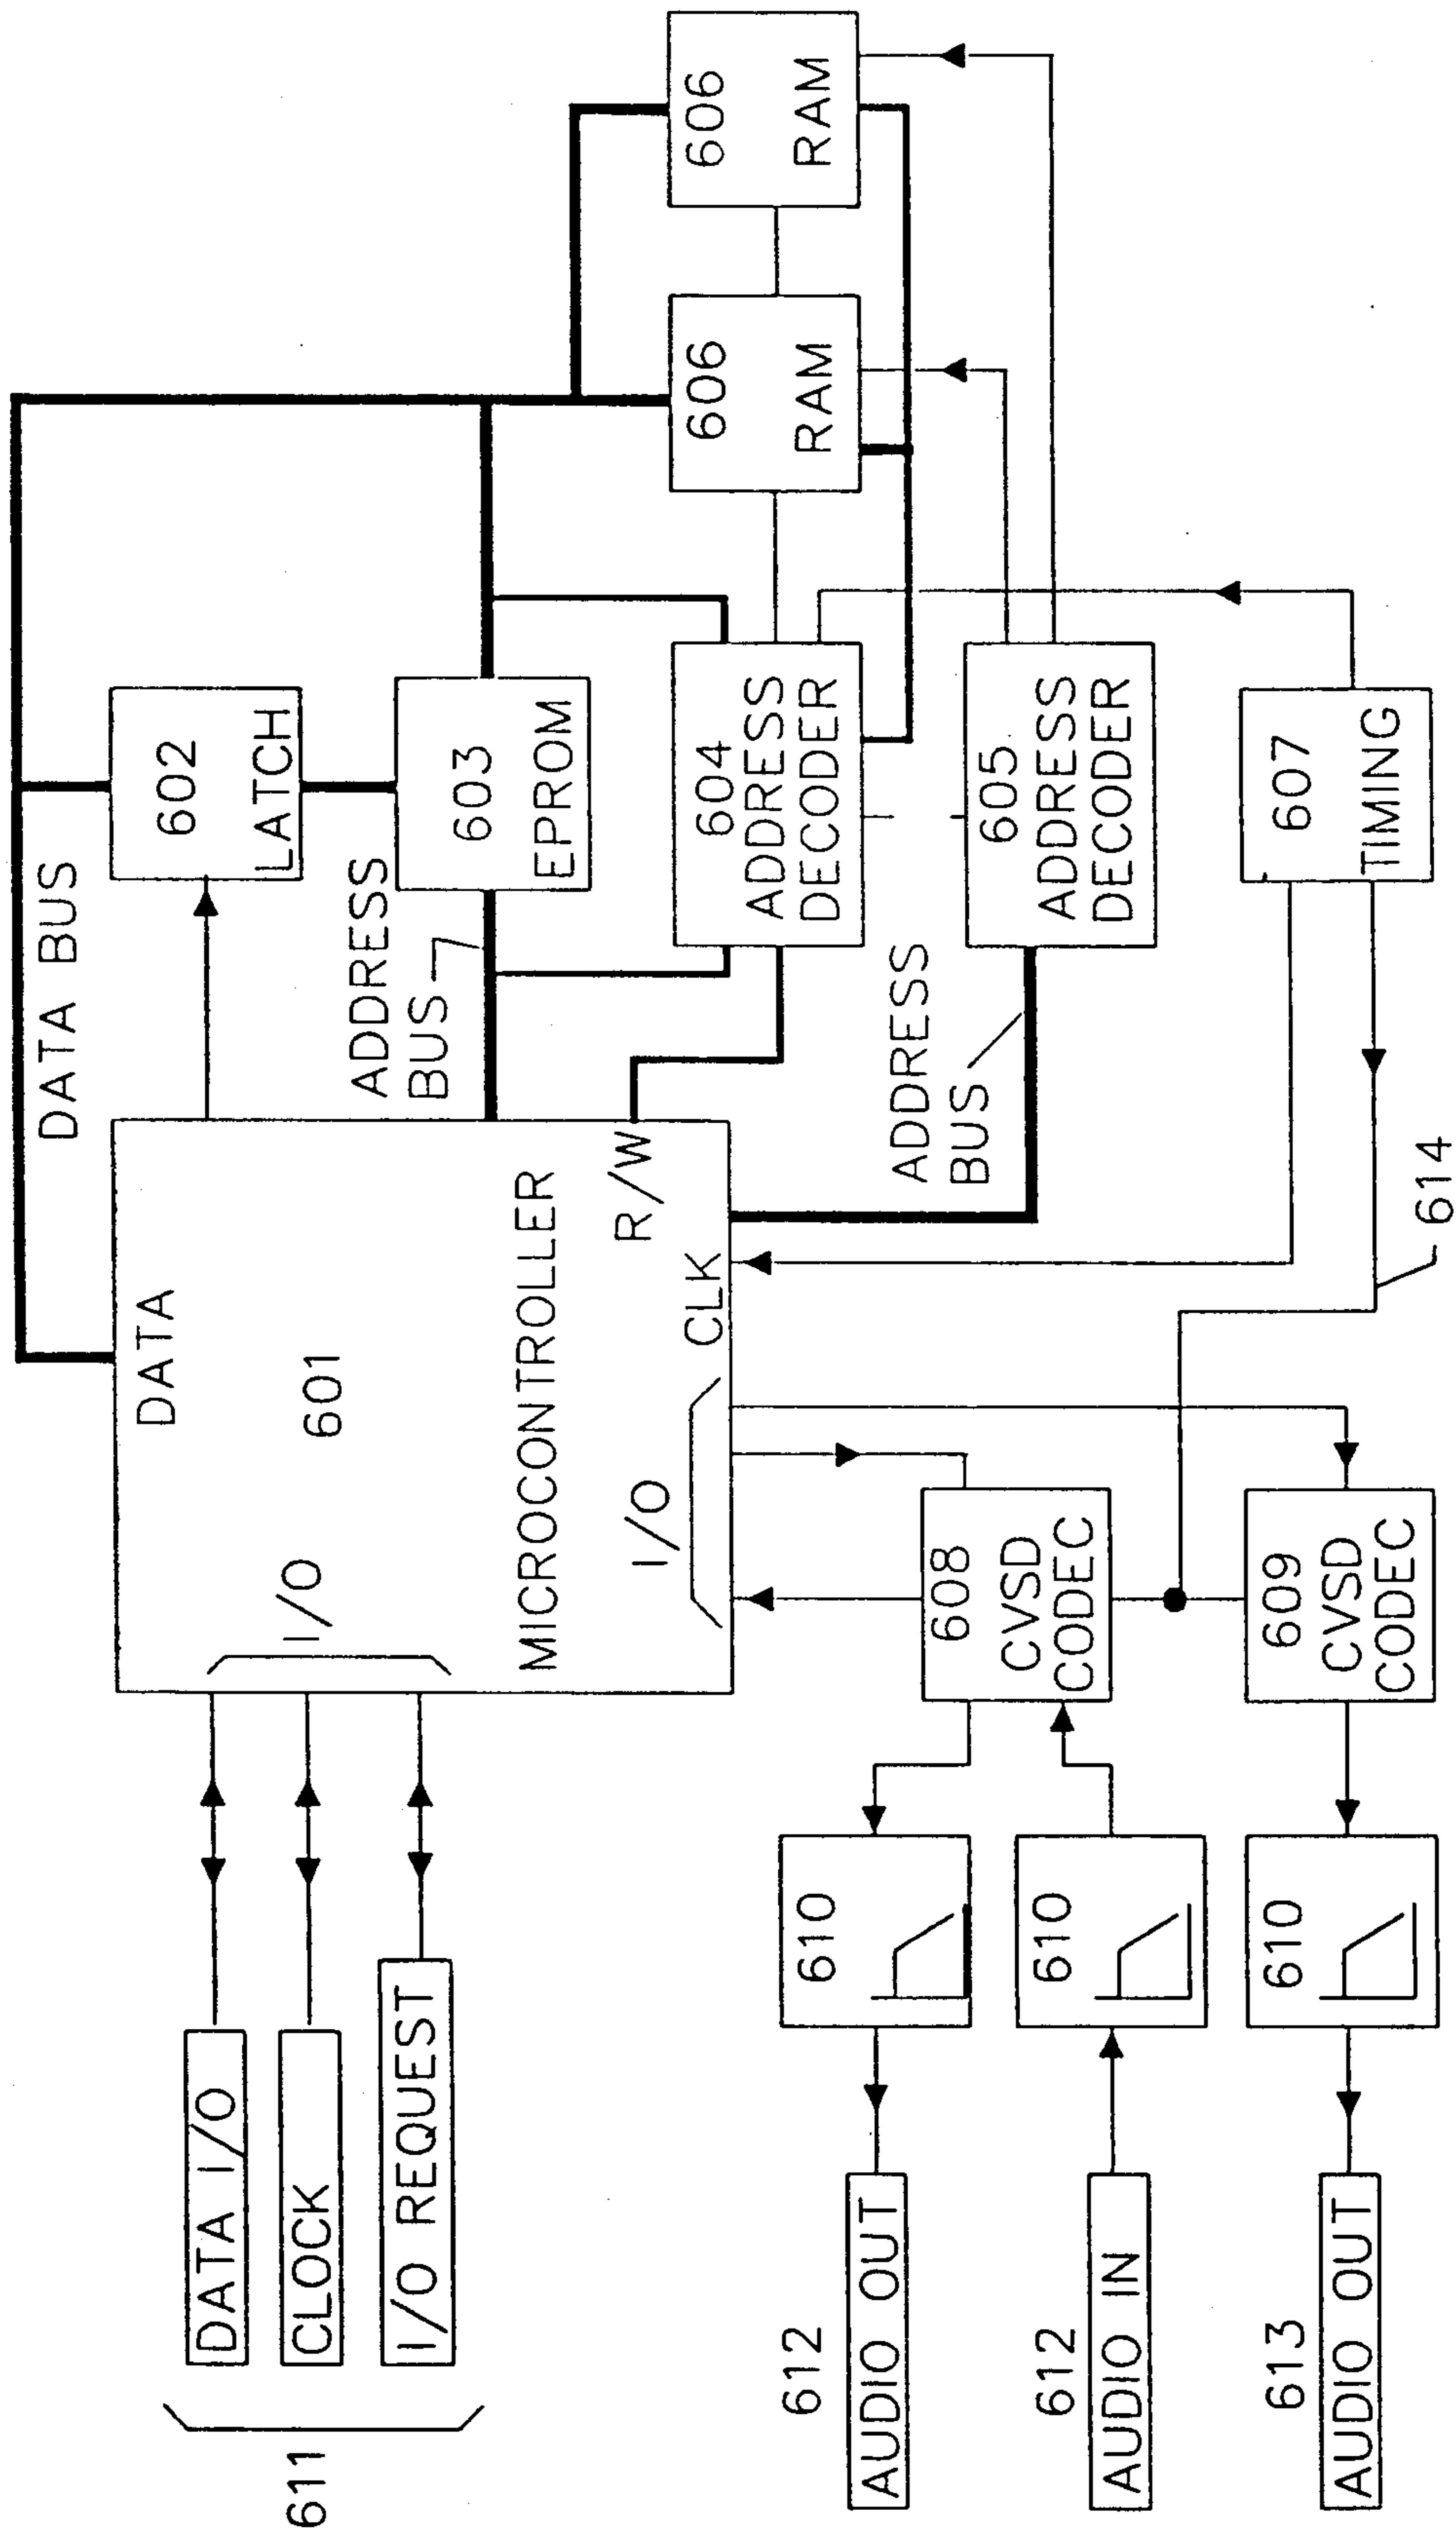 DATA BUS
602
LATCH
606
RAM
606
RAM
ADDRESS
BUS
603
EPROM
604
ADDRESS
DECODER
605
ADDRESS
DECODER
ADDRESS
BUS
607
TIMING
614
DATA
601
I/O
MICROCONTROLLER
R/W
CLK
I/O
611
DATA I/O
CLOCK
I/O REQUEST
608
CVSD
CODEC
609
CVSD
CODEC
610
610
610
612
AUDIO OUT
612
AUDIO IN
613
AUDIO OUT